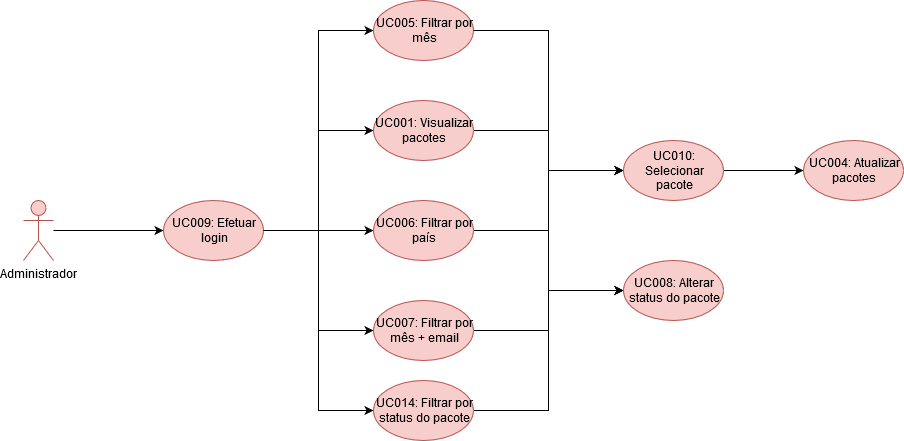 UC005: Filtrar por
mês
UC001: Visualizar
pacotes
UC010:
Selecionar
pacote
UC004: Atualizar
pacotes
UC009: Efetuar
login
UC006: Filtrar por
país
Administrador
UC008: Alterar
status do pacote
UC007: Filtrar por
mês + email
UC014: Filtrar por
status do pacote